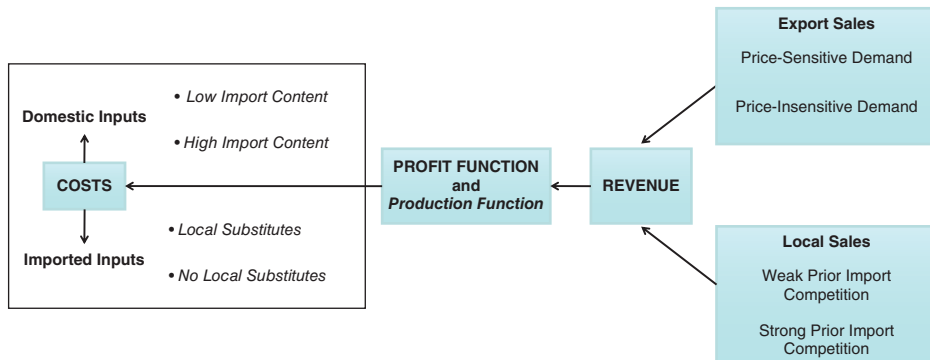 Export Sales
Price-Sensitive Demand
Price-Insensitive Demand
• Low Import Content
Domestic Inputs
• High Import Content
COSTS
PROFIT FUNCTION
and
Production Function
REVENUE
• Local Substitutes
Imported Inputs
• No Local Substitutes
Local Sales
Weak Prior Import
Competition
Strong Prior Import
Competition